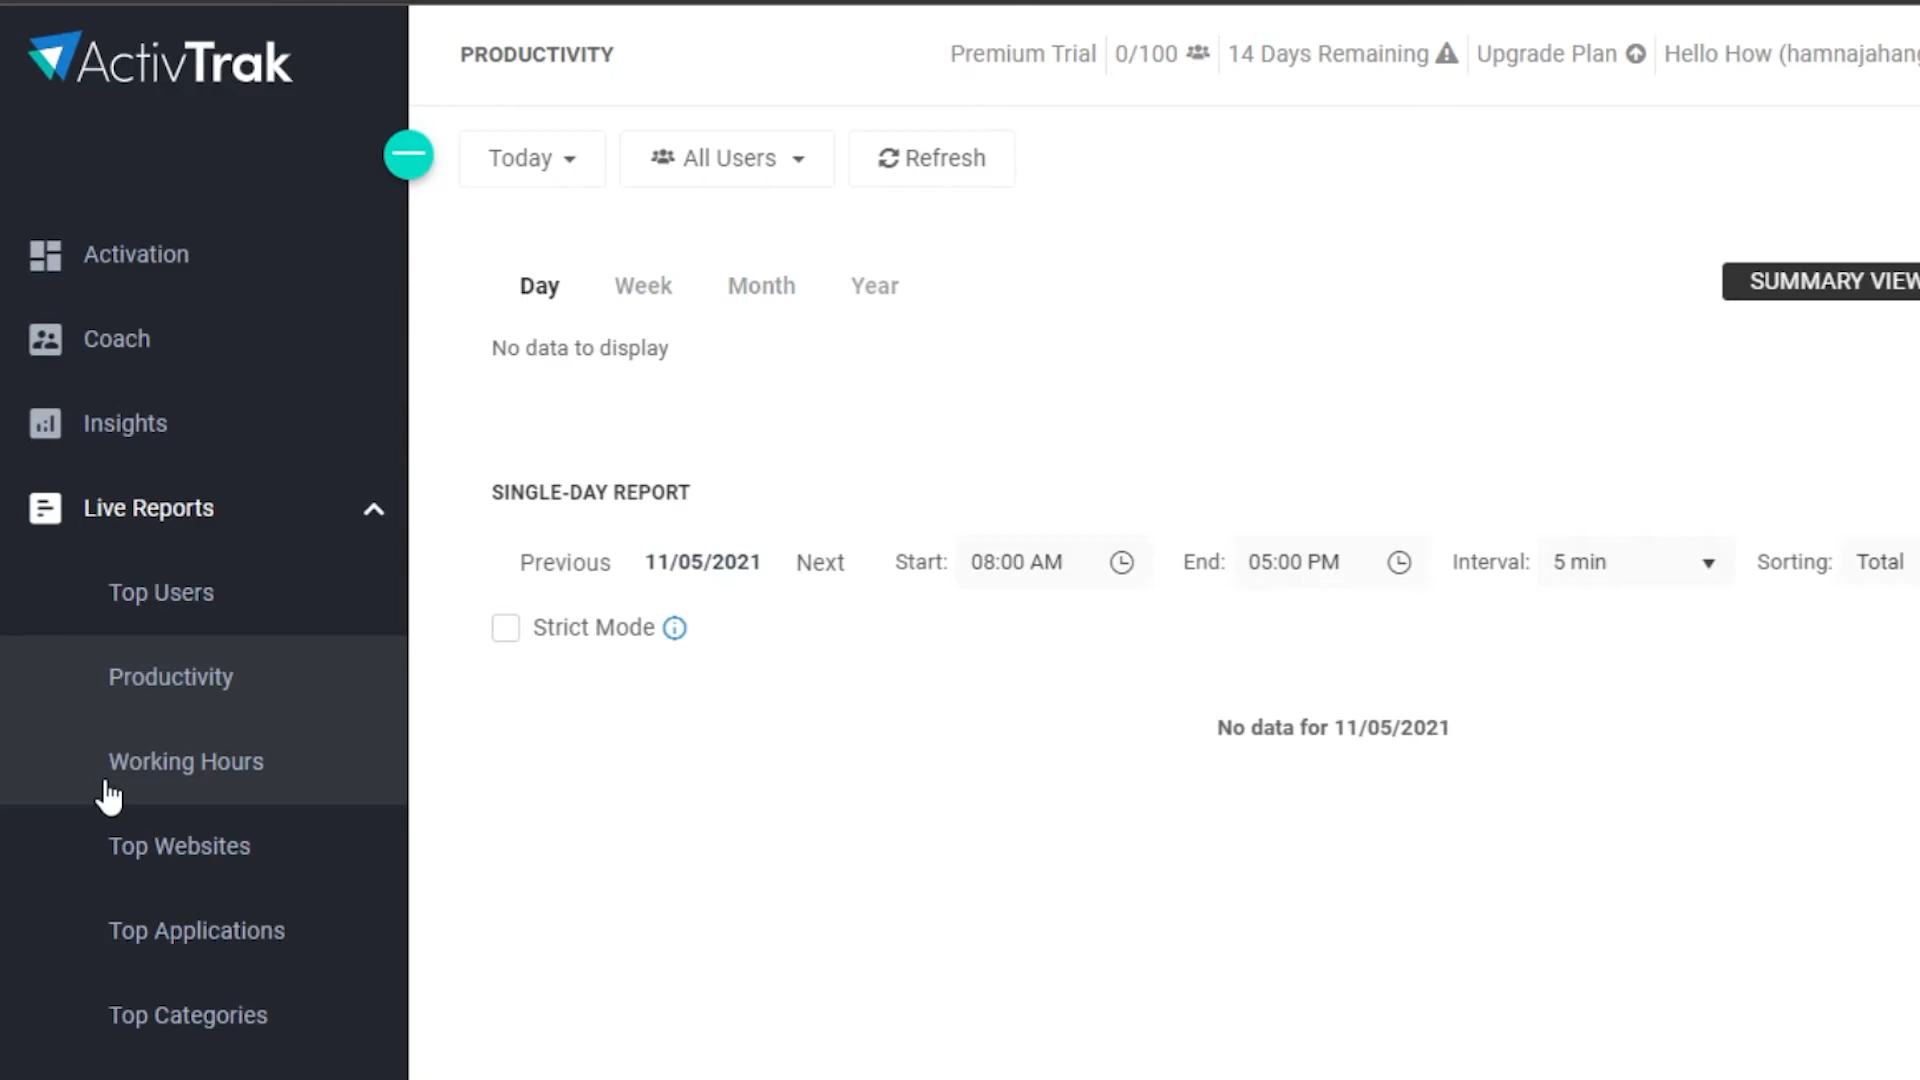 ActivTrak
PRODUCTIVITY
Premium Trial
0/100
14 Days Remaining
Upgrade Plan
Hello How (hamnajahang
Today
All Users
Refresh
Activation
Coach
Insights
Live Reports
Top Users
Productivity
Working Hours
Top Websites
Top Applications
Top Categories
Day Week Month Year
SUMMARY VIEW
No data to display
SINGLE-DAY REPORT
Previous 11/05/2021 Next Start: 08:00 AM End: 05:00 PM Interval: 5 min Sorting: Total
Strict Mode
No data for 11/05/2021